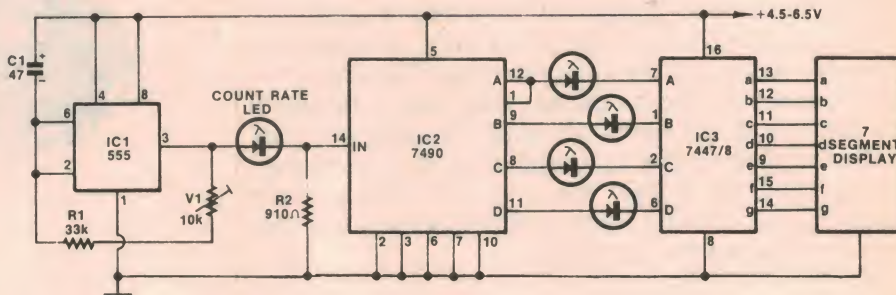 +4.5-6.5V
C1
47
+
−
4
8
6
2
IC1
555
3
1
COUNT RATE
LED
λ
V1
10k
R1
33k
R2
910Ω
14
IN
5
IC2
7490
A
12
1
B
9
C
8
D
11
2
3
6
7
10
λ
λ
λ
λ
16
7
A
1
B
2
C
6
D
IC3
7447/8
8
a
13
b
12
c
11
d
10
e
9
f
15
g
14
a
b
c
d
e
f
g
7
SEGMENT
DISPLAY